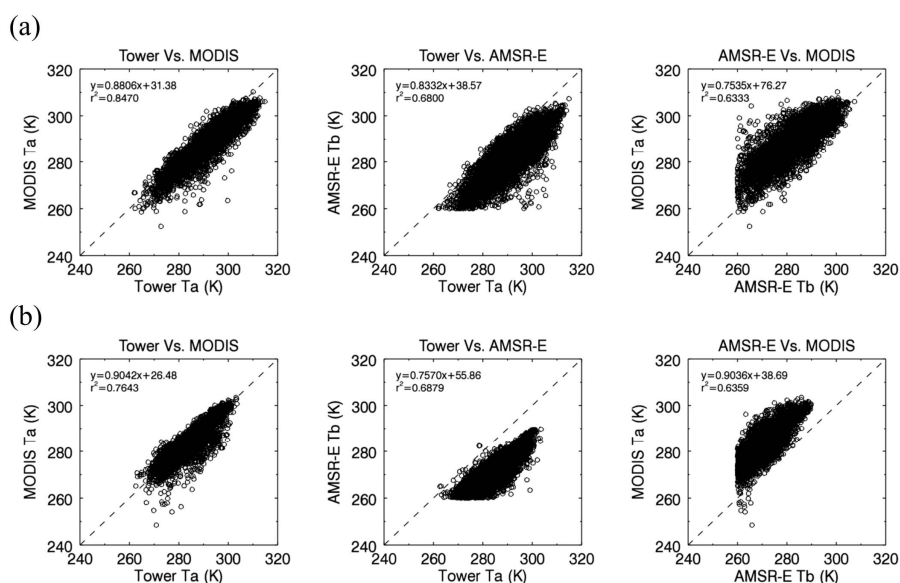 (a)
Tower Vs. MODIS
y=0.8806x+31.38
r²=0.8470
320
300
280
260
240
MODIS Ta (K)
240 260 280 300 320
Tower Ta (K)
Tower Vs. AMSR-E
y=0.8332x+38.57
r²=0.6800
320
300
280
260
240
AMSR-E Tb (K)
240 260 280 300 320
Tower Ta (K)
AMSR-E Vs. MODIS
y=0.7535x+76.27
r²=0.6333
320
300
280
260
240
MODIS Ta (K)
240 260 280 300 320
AMSR-E Tb (K)
(b)
Tower Vs. MODIS
y=0.9042x+26.48
r²=0.7643
320
300
280
260
240
MODIS Ta (K)
240 260 280 300 320
Tower Ta (K)
Tower Vs. AMSR-E
y=0.7570x+55.86
r²=0.6879
320
300
280
260
240
AMSR-E Tb (K)
240 260 280 300 320
Tower Ta (K)
AMSR-E Vs. MODIS
y=0.9036x+38.69
r²=0.6359
320
300
280
260
240
MODIS Ta (K)
240 260 280 300 320
AMSR-E Tb (K)